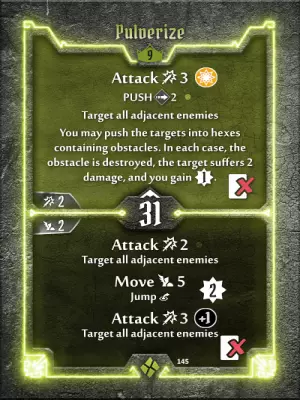 Pulverize
9
Attack 3
PUSH 2
Target all adjacent enemies
You may push the targets into hexes
containing obstacles. In each case, the
obstacle is destroyed, the target suffers 2
damage, and you gain 1.
2
31
2
Attack 2
Target all adjacent enemies
Move 5
Jump
2
Attack 3 +1
Target all adjacent enemies
145